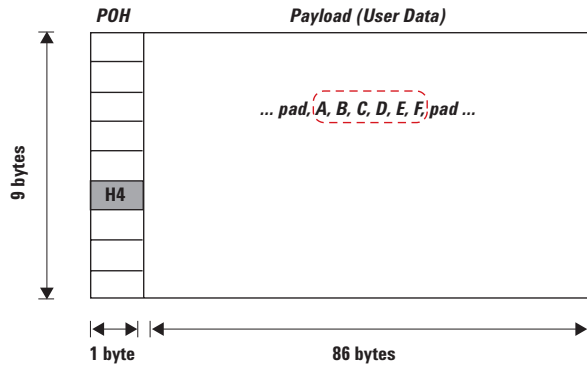 POH Payload (User Data)
... pad, A, B, C, D, E, F, pad ...
9 bytes
H4
1 byte 86 bytes